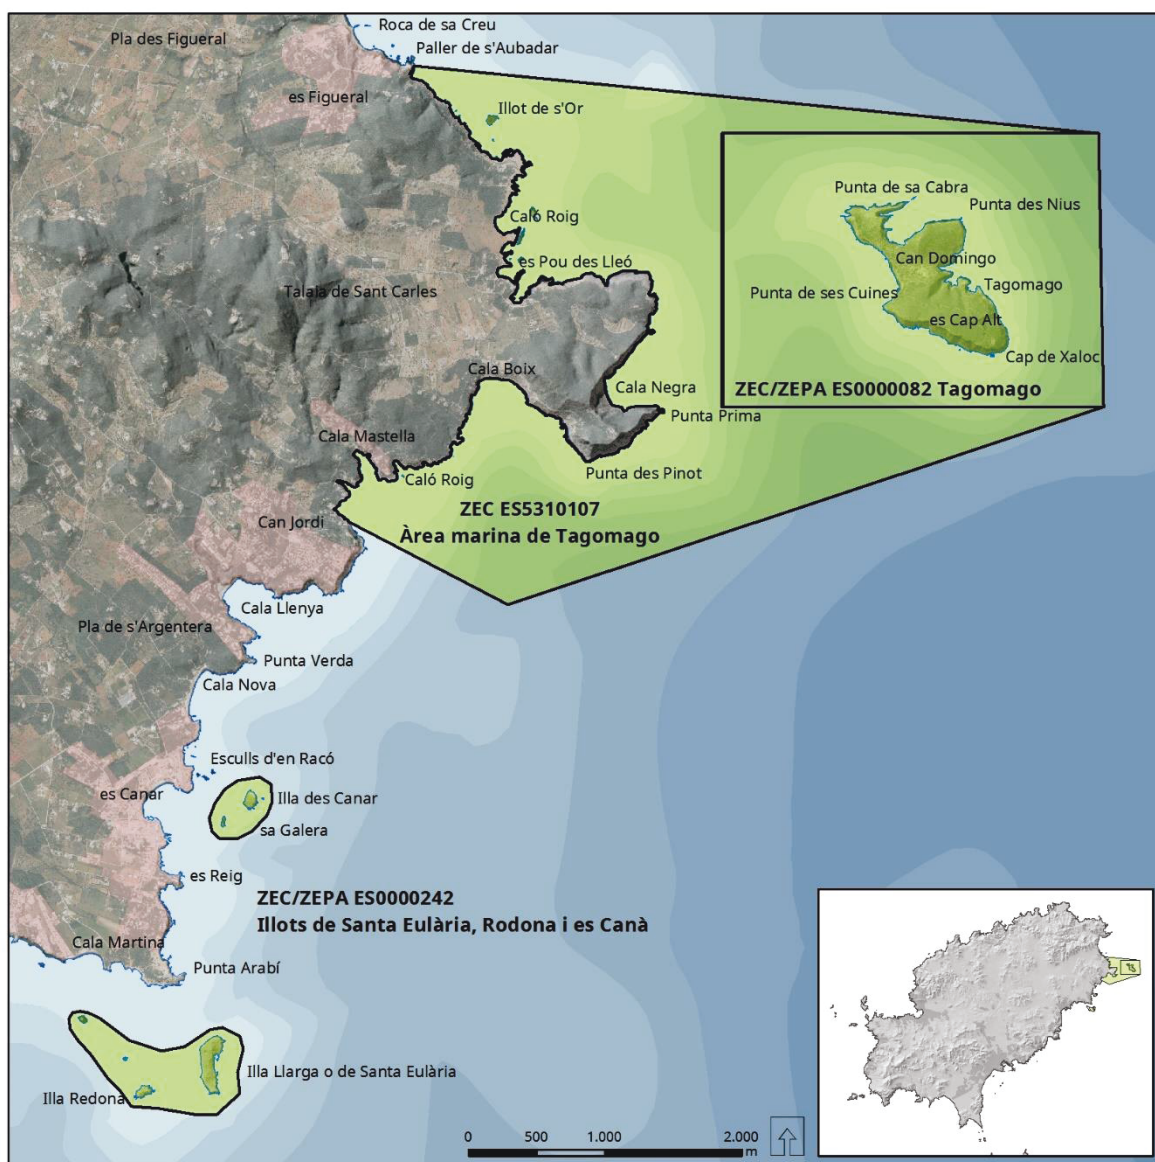 Roca de sa Creu
Pla des Figueral
Paller de s'Aubadar
es Figueral
Illot de s'Or
Punta de sa Cabra
Punta des Nius
Caló Roig
es Pou des Lleó
Can Domingo
Talaia de Sant Carles
Punta de ses Cuines
Tagomago
es Cap Alt
Cap de Xaloc
Cala Boix
Cala Negra
ZEC/ZEPA ES0000082 Tagomago
Punta Prima
Cala Mastella
Caló Roig
Punta des Pinot
Can Jordi
ZEC ES5310107
Àrea marina de Tagomago
Cala Llenya
Pla de s'Argentera
Punta Verda
Cala Nova
Esculls d'en Racó
es Canar
Illa des Canar
sa Galera
es Reig
ZEC/ZEPA ES0000242
Illots de Santa Eulària, Rodona i es Canà
Cala Martina
Punta Arabí
Illa Llarga o de Santa Eulària
Illa Redona
0 500 1.000 2.000
m